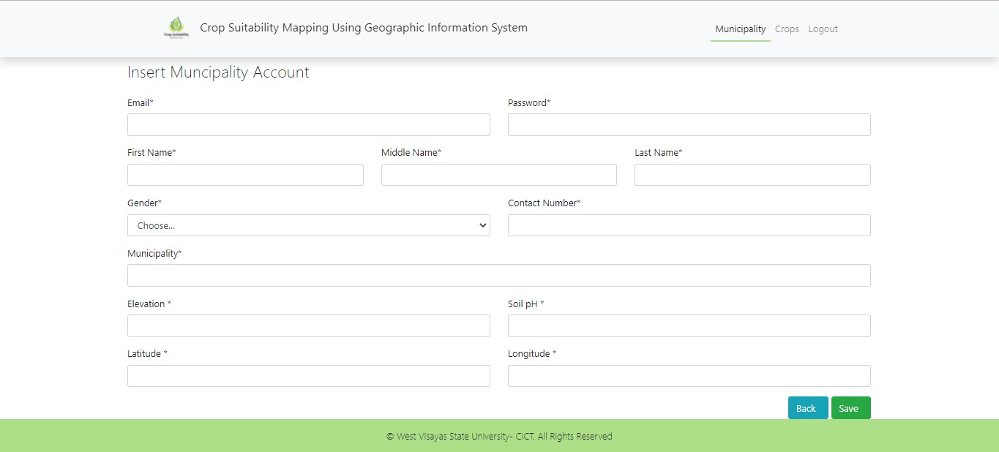 Crop Suitability
Crop Suitability Mapping Using Geographic Information System
Municipality Crops Logout
Insert Muncipality Account
Email* Password*
First Name* Middle Name* Last Name*
Gender* Contact Number*
Choose...
Municipality*
Elevation * Soil pH *
Latitude * Longitude *
Back Save
© West Visayas State University- CICT. All Rights Reserved